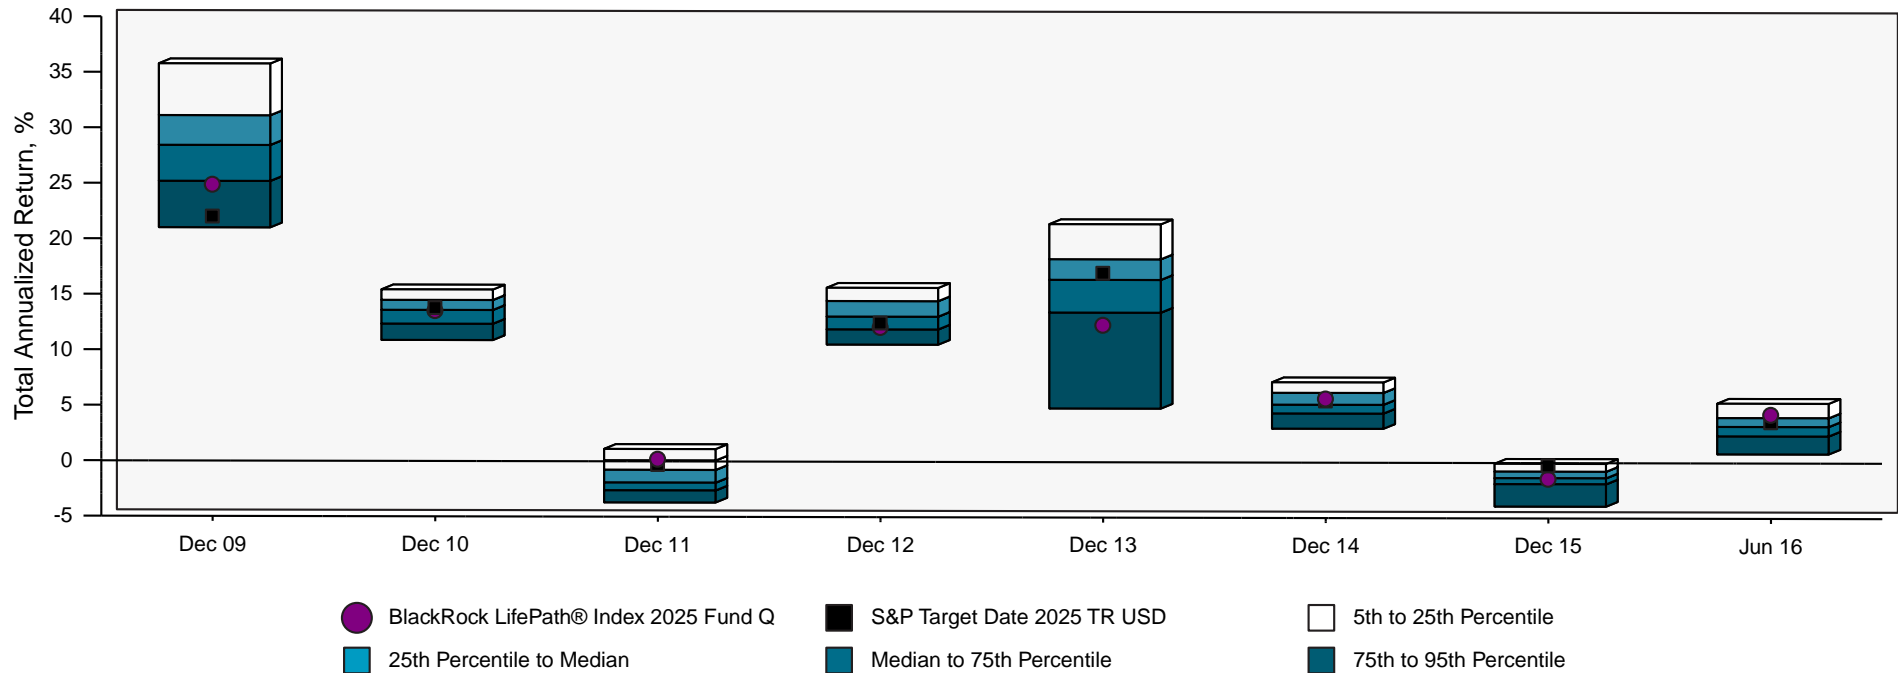 Total Annualized Return, %
40
35
30
25
20
15
10
5
0
-5
Dec 09 Dec 10 Dec 11 Dec 12 Dec 13 Dec 14 Dec 15 Jun 16
BlackRock LifePath® Index 2025 Fund Q S&P Target Date 2025 TR USD 5th to 25th Percentile
25th Percentile to Median Median to 75th Percentile 75th to 95th Percentile